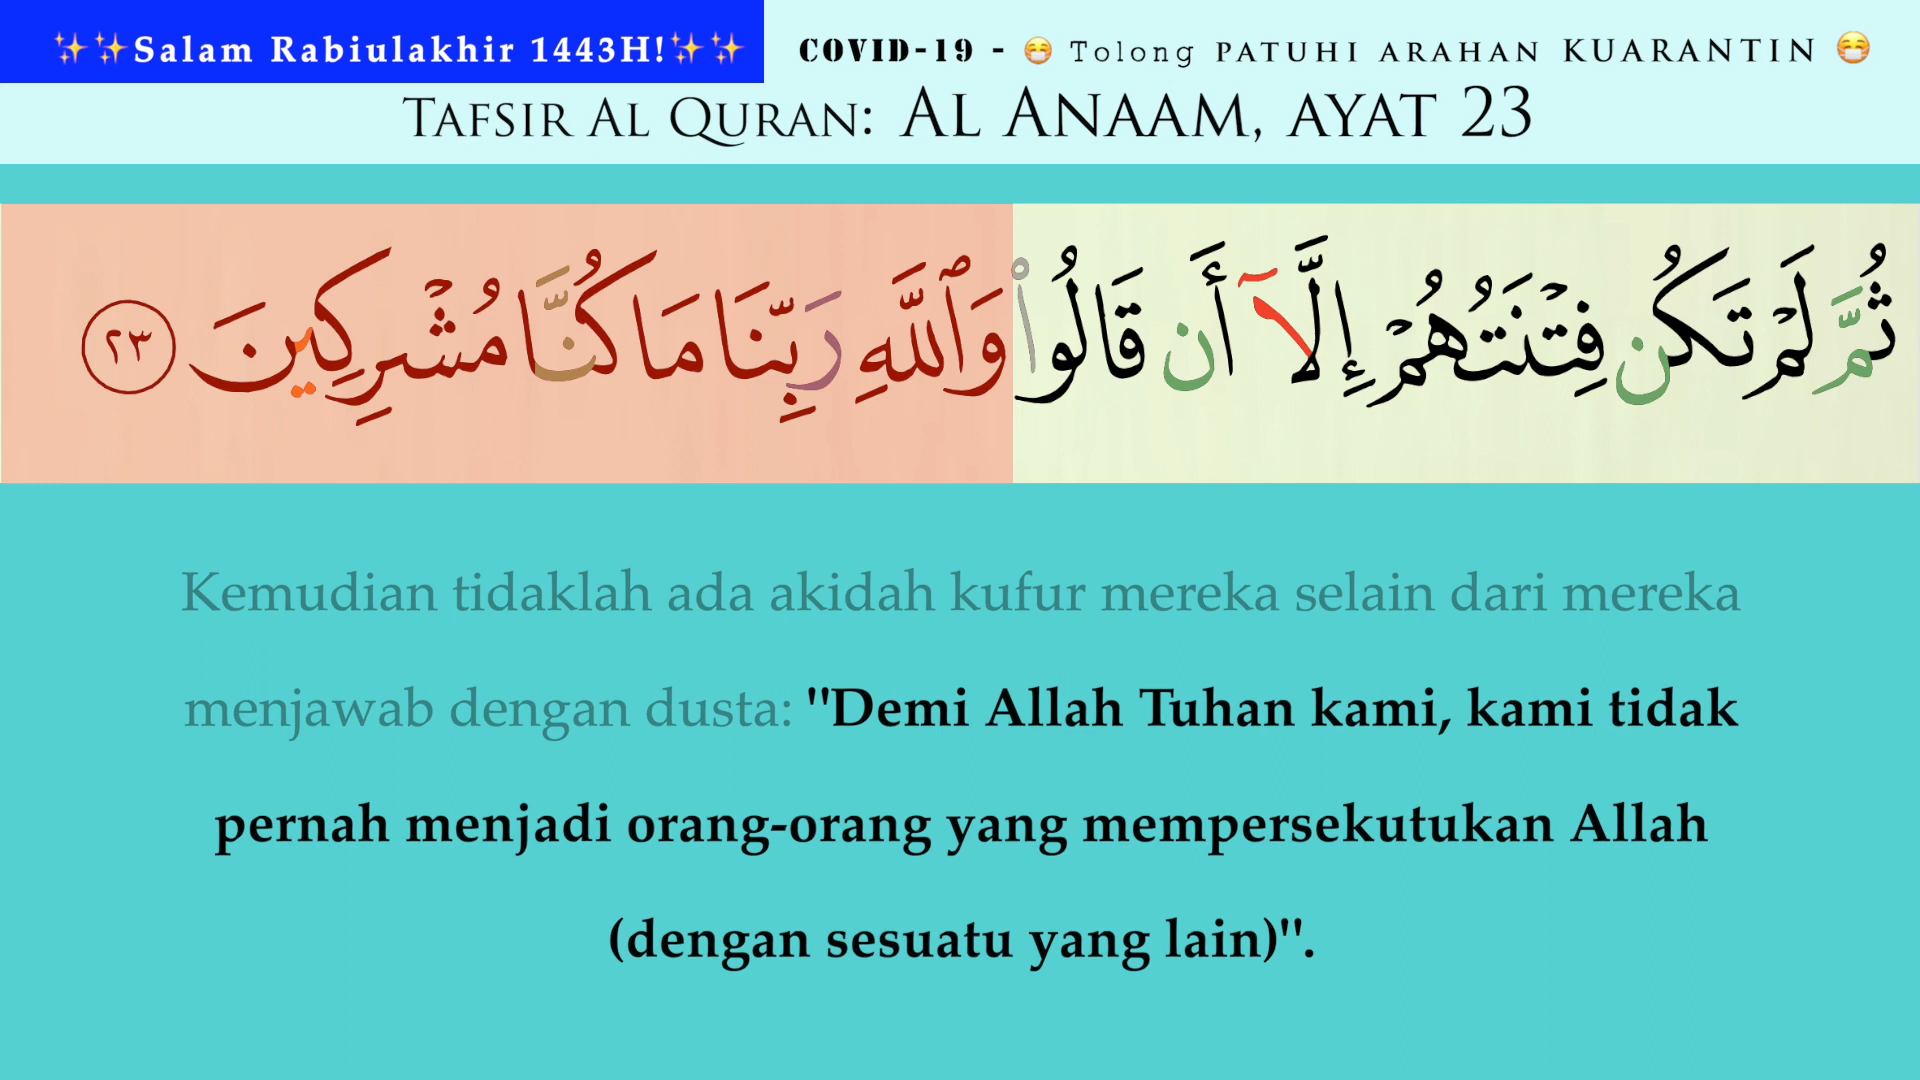 ✨✨Salam Rabiulakhir 1443H!✨✨ COVID-19 - 😷 Tolong PATUHI ARAHAN KUARANTIN 😷
TAFSIR AL QURAN: AL ANAAM, AYAT 23
ثُمَّ لَمْ تَكُن فِتْنَتُهُمْ إِلَّآ أَن قَالُوا۟ وَٱللَّهِ رَبِّنَا مَا كُنَّا مُشْرِكِينَ ٢٣
Kemudian tidaklah ada akidah kufur mereka selain dari mereka
menjawab dengan dusta: "Demi Allah Tuhan kami, kami tidak
pernah menjadi orang-orang yang mempersekutukan Allah
(dengan sesuatu yang lain)".